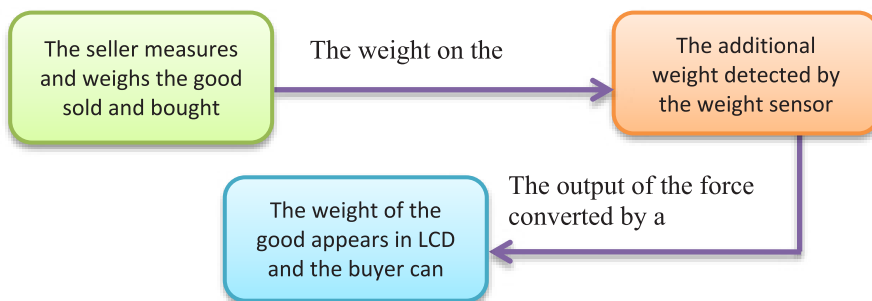 The seller measures
and weighs the good
sold and bought
The weight on the
The additional
weight detected by
the weight sensor
The output of the force
converted by a
The weight of the
good appears in LCD
and the buyer can